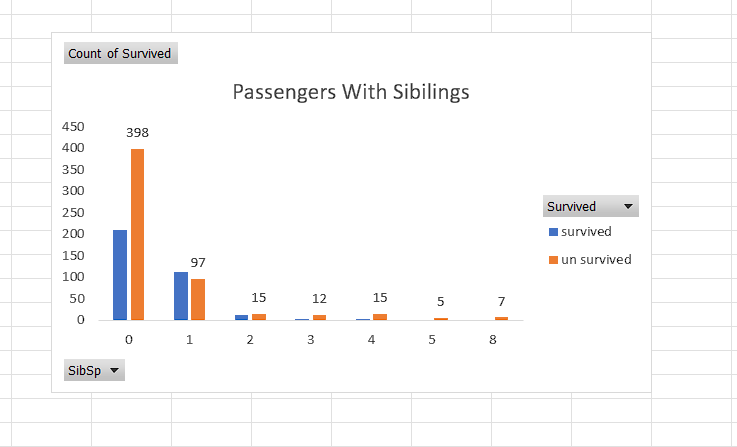 Count of Survived
Passengers With Sibilings
450
400
350
300
250
200
150
100
50
0
398
97
15
12
15
5
7
0 1 2 3 4 5 8
Survived
survived
un survived
SibSp